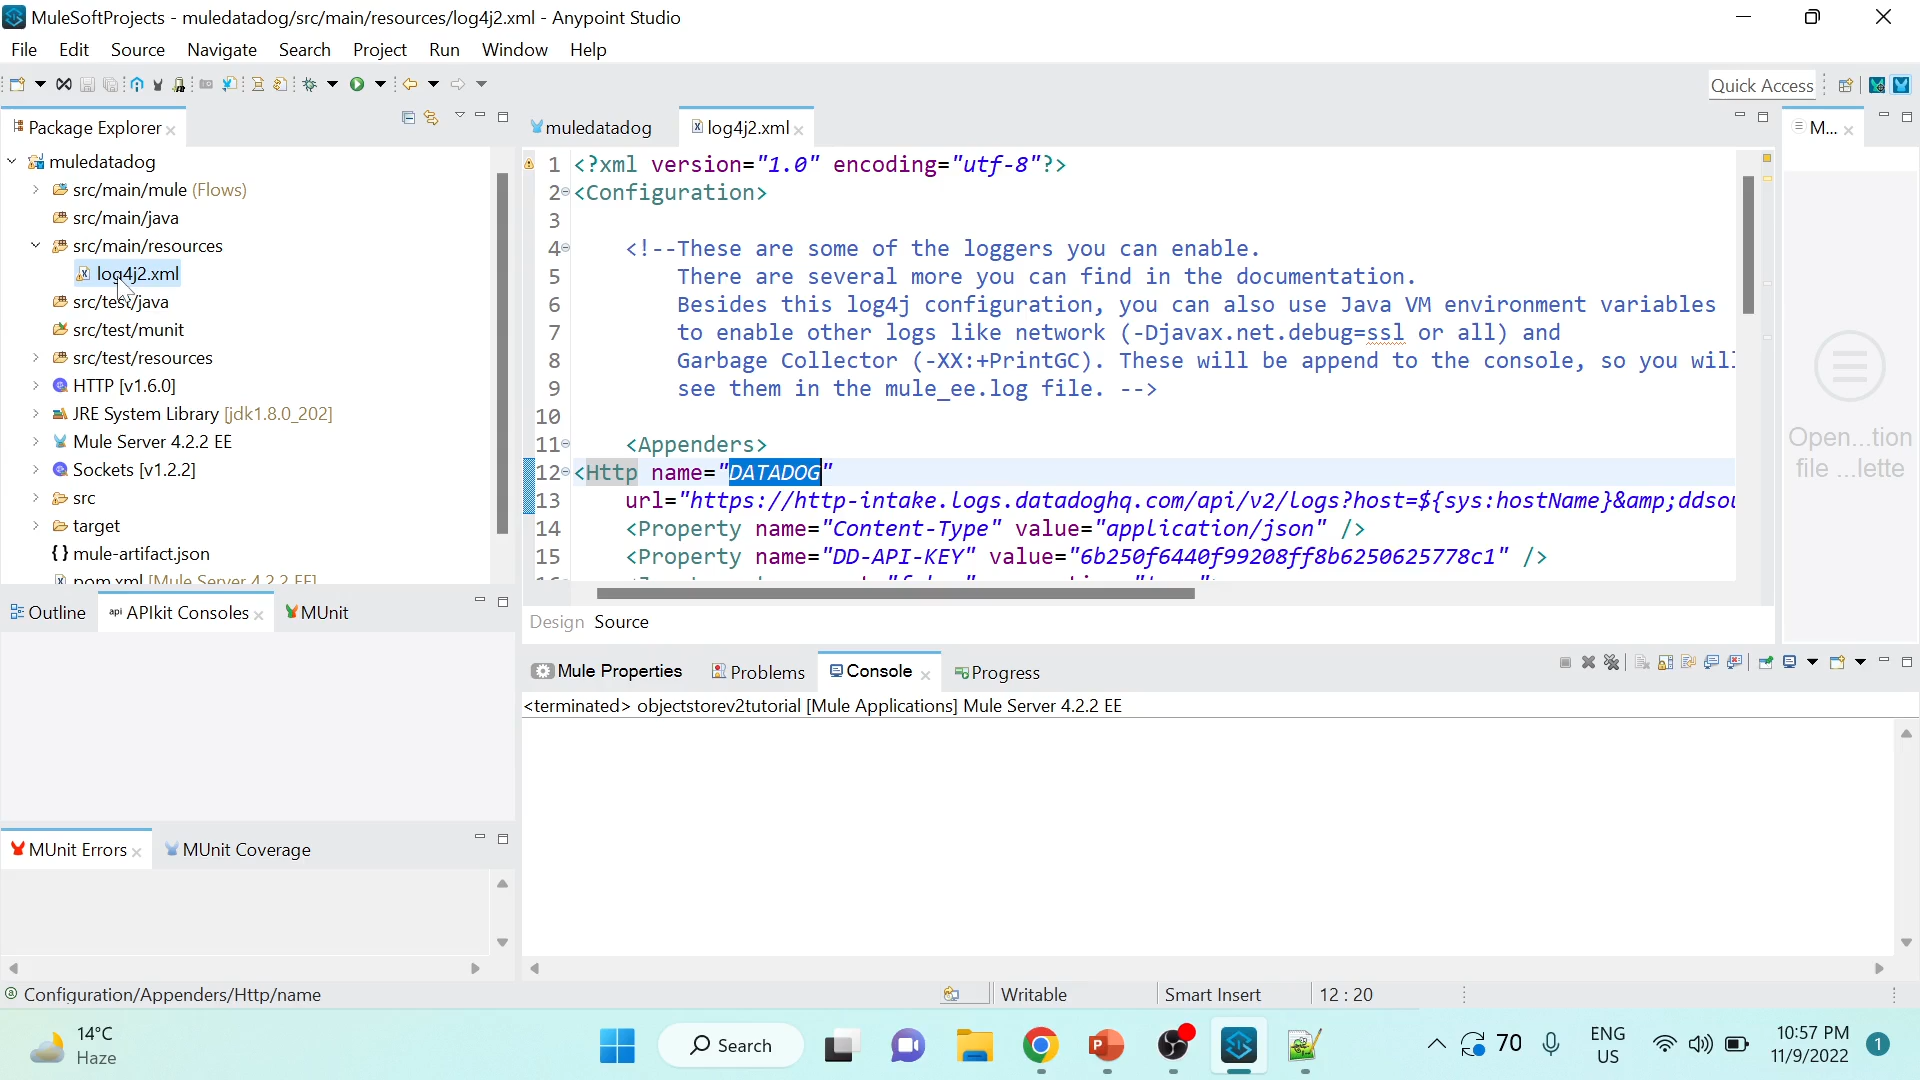 MuleSoftProjects - muledatadog/src/main/resources/log4j2.xml - Anypoint Studio
File Edit Source Navigate Search Project Run Window Help
Quick Access
Package Explorer
muledatadog
src/main/mule (Flows)
src/main/java
src/main/resources
log4j2.xml
src/test/java
src/test/munit
src/test/resources
HTTP [v1.6.0]
JRE System Library [jdk1.8.0_202]
Mule Server 4.2.2 EE
Sockets [v1.2.2]
src
target
mule-artifact.json
pom.xml [Mule Server 4.2.2 EE]
muledatadog log4j2.xml
1 <?xml version="1.0" encoding="utf-8"?>
2 <Configuration>
3
4 <!--These are some of the loggers you can enable.
5 There are several more you can find in the documentation.
6 Besides this log4j configuration, you can also use Java VM environment variables
7 to enable other logs like network (-Djavax.net.debug=ssl or all) and
8 Garbage Collector (-XX:+PrintGC). These will be append to the console, so you will
9 see them in the mule_ee.log file. -->
10
11 <Appenders>
12 <Http name="DATADOG"
13 url="https://http-intake.logs.datadoghq.com/api/v2/logs?host=${sys:hostName}&amp;ddsou
14 <Property name="Content-Type" value="application/json" />
15 <Property name="DD-API-KEY" value="6b250f6440f99208ff8b6250625778c1" />
Design Source
M...
Open...tion
file ...lette
Outline
api APIkit Consoles
MUnit
Mule Properties Problems Console Progress
<terminated> objectstorev2tutorial [Mule Applications] Mule Server 4.2.2 EE
MUnit Errors
MUnit Coverage
Configuration/Appenders/Http/name
Writable
Smart Insert
12 : 20
14°C
Haze
Search
70
ENG
US
10:57 PM
11/9/2022
1